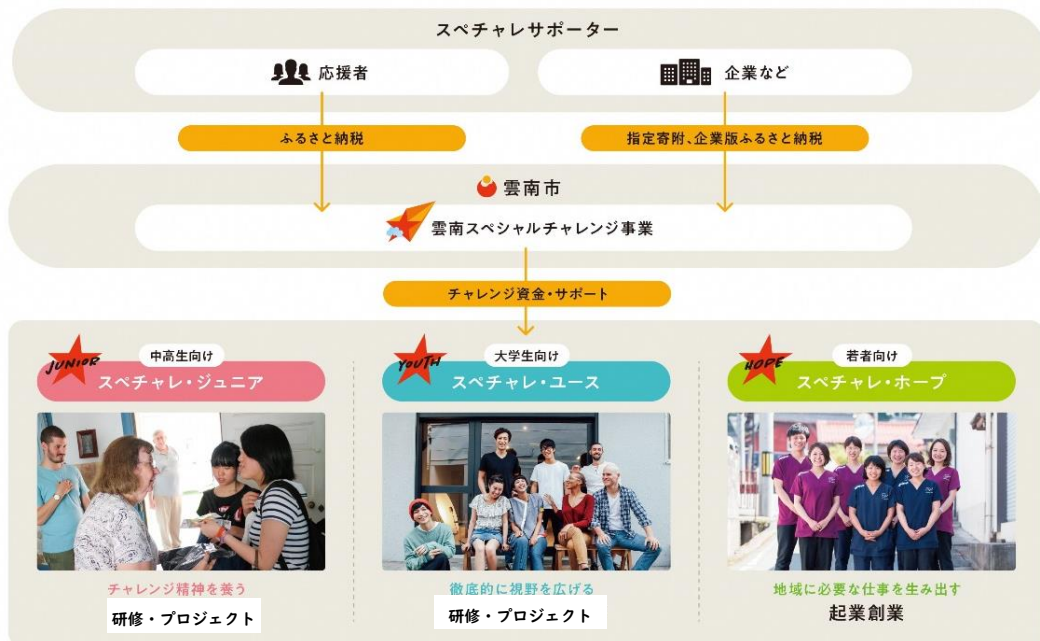 スペチャレサポーター
応援者
企業など
ふるさと納税
指定寄附、企業版ふるさと納税
雲南市
雲南スペシャルチャレンジ事業
チャレンジ資金・サポート
JUNIOR
中高生向け
スペチャレ・ジュニア
YOUTH
大学生向け
スペチャレ・ユース
HOPE
若者向け
スペチャレ・ホープ
チャレンジ精神を養う
研修・プロジェクト
徹底的に視野を広げる
研修・プロジェクト
地域に必要な仕事を生み出す
起業創業